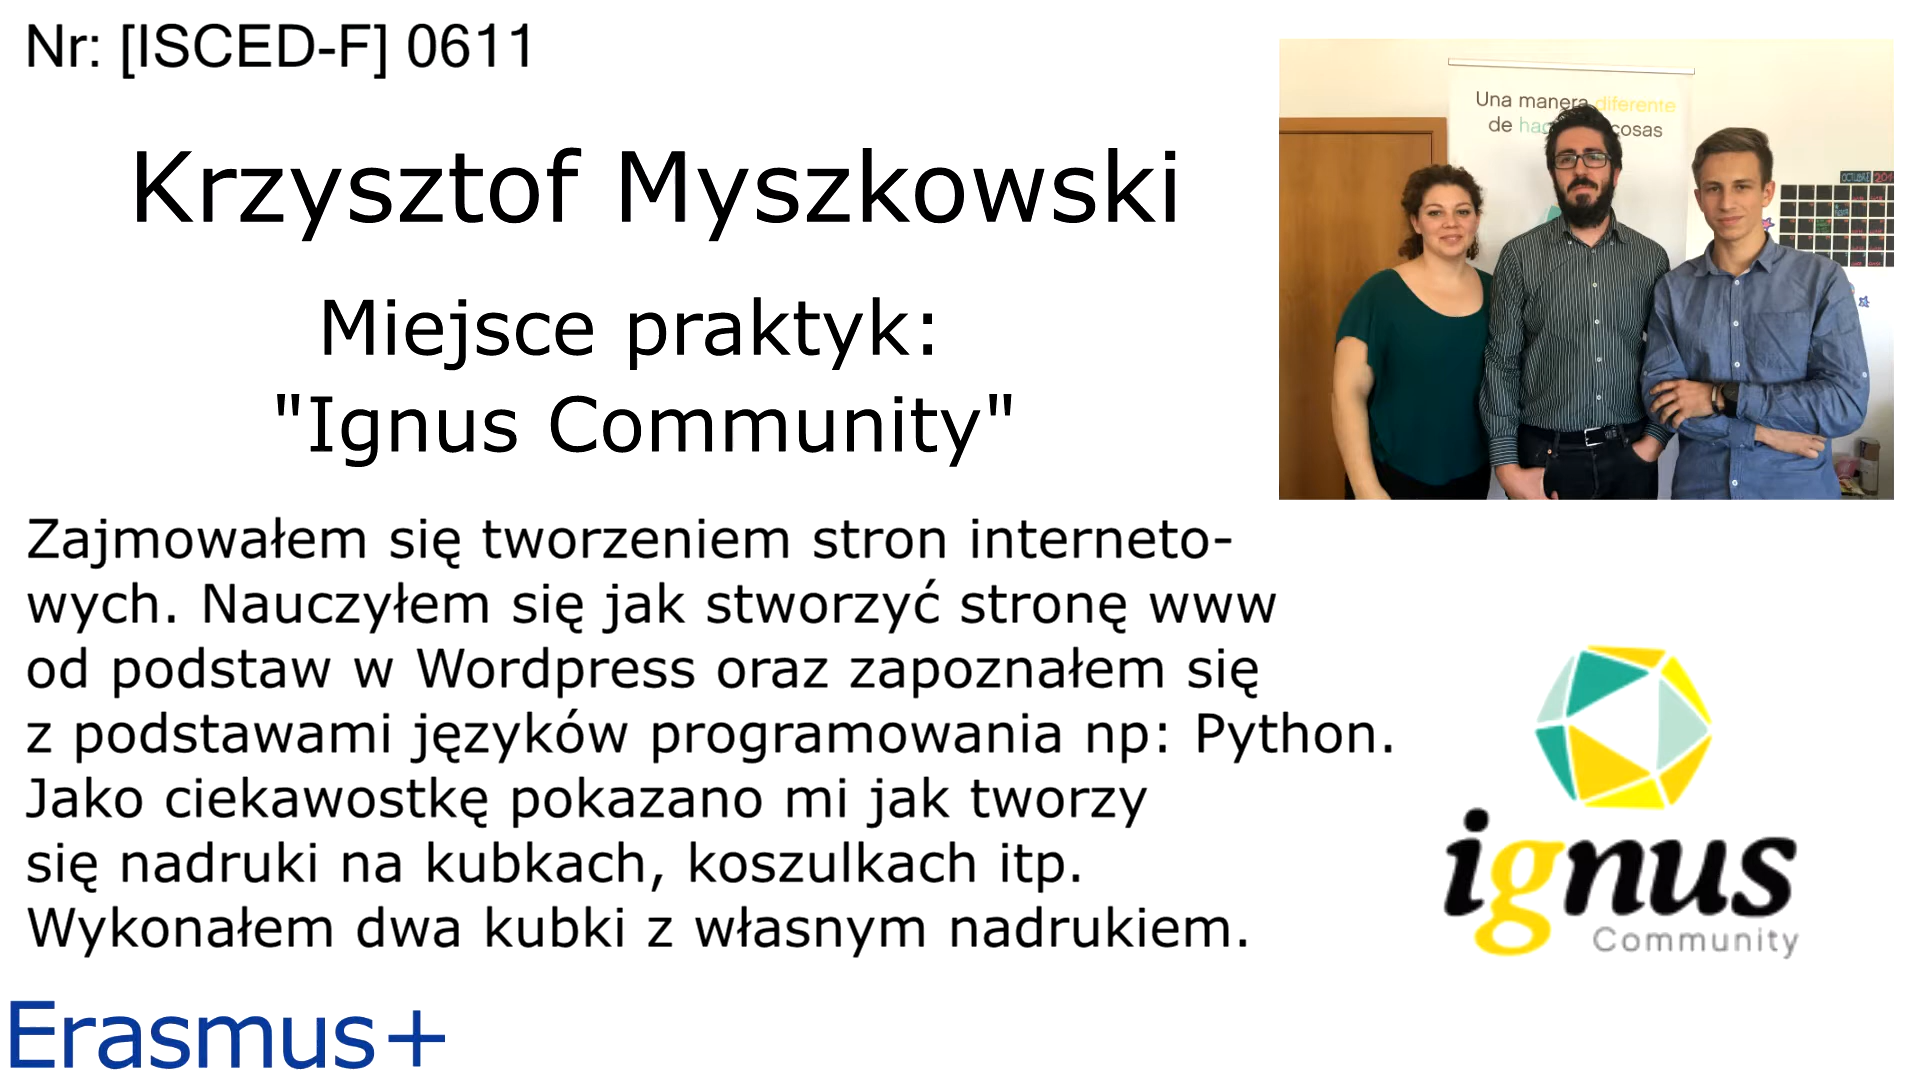 Nr: [ISCED-F] 0611
Krzysztof Myszkowski
Miejsce praktyk:
"Ignus Community"
Zajmowałem się tworzeniem stron interneto-
wych. Nauczyłem się jak stworzyć stronę www
od podstaw w Wordpress oraz zapoznałem się
z podstawami języków programowania np: Python.
Jako ciekawostkę pokazano mi jak tworzy
się nadruki na kubkach, koszulkach itp.
Wykonałem dwa kubki z własnym nadrukiem.
Erasmus+
Una manera diferente
de cosas
OCTUBRE
ignus
Community